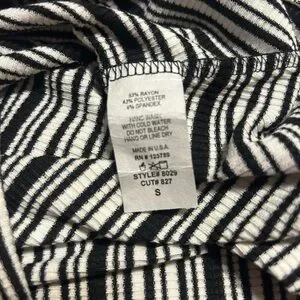 53% RAYON
43% POLYESTER
4% SPANDEX
HAND WASH
WITH COLD WATER
DO NOT BLEACH
HANG OR LINE DRY
MADE IN U.S.A.
RN # 123785
STYLE# 8029
CUT# 827
S